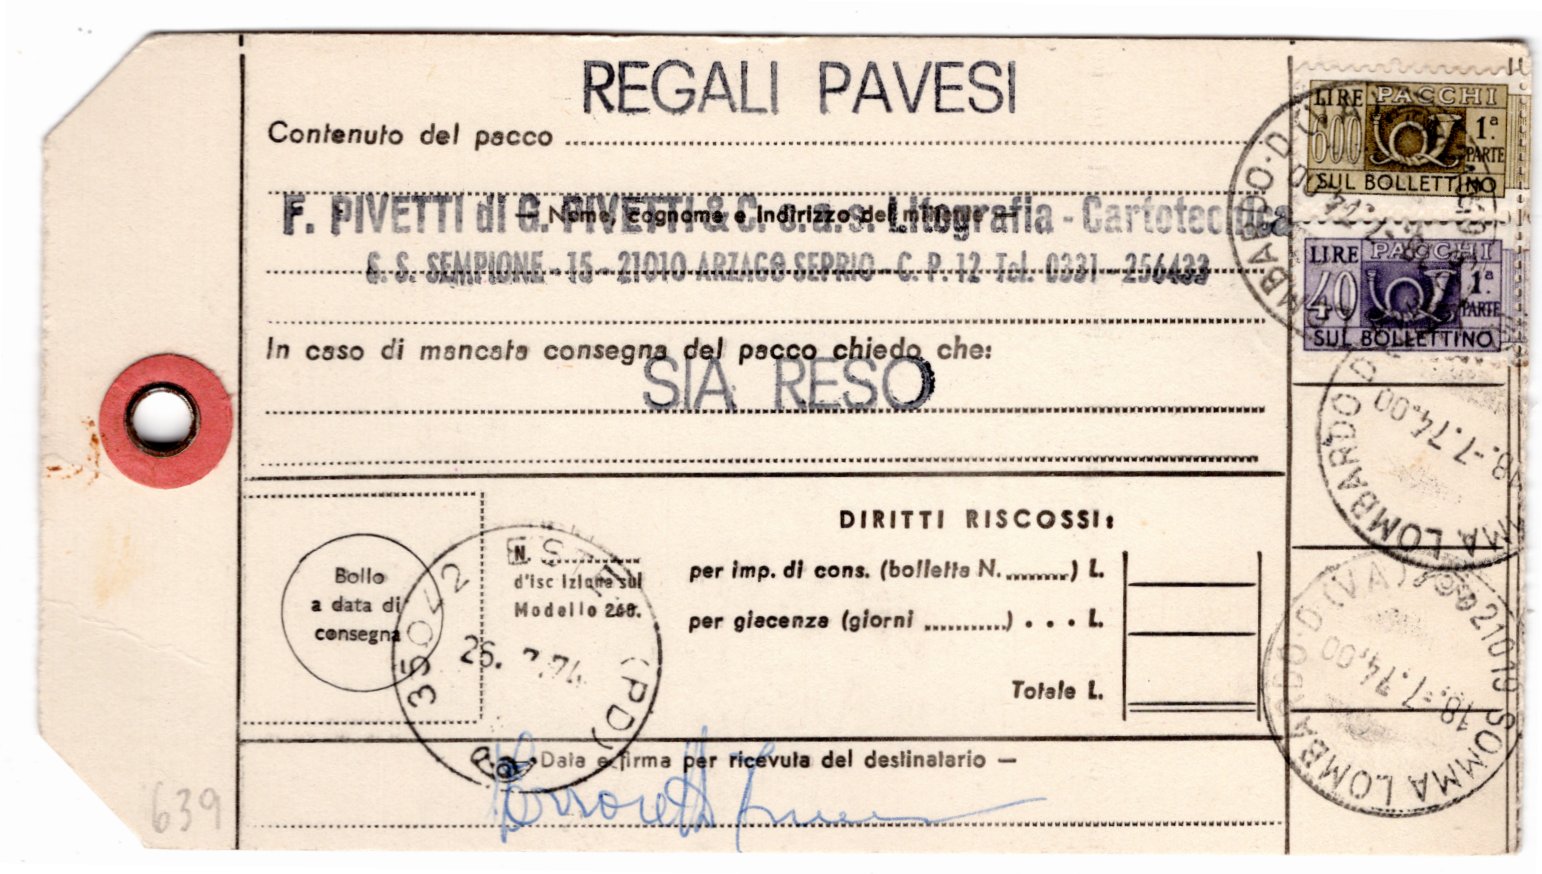 REGALI PAVESI
Contenuto del pacco
F. PIVETTI di G. PIVETTI & C. s.a.s. Litografia - Cartotecnica
— Nome, cognome e indirizzo del mittente —
S. S. SEMPIONE - 15 - 21010 ARZAGO SEPRIO - C. P. 12 Tel. 0331 - 256433
In caso di mancata consegna del pacco chiedo che:
SIA RESO
LIRE PACCHI
600 1ª PARTE
SUL BOLLETTINO
LIRE PACCHI
40 1ª PARTE
SUL BOLLETTINO
DIRITTI RISCOSSI:
per imp. di cons. (bolletta N.........) L.
per giacenza (giorni ...........) . . . L.
Totale L.
Bollo
a data di
consegna
N.
d'iscrizione sul
Modello 268.
35042 ESTE (PD)
26. 7.74
— Data e firma per ricevuta del destinatario —
18.-7.74.00
LOMBARDO
21019 SOMMA LOMBARDO D (VA)
18.-7.74.00
639